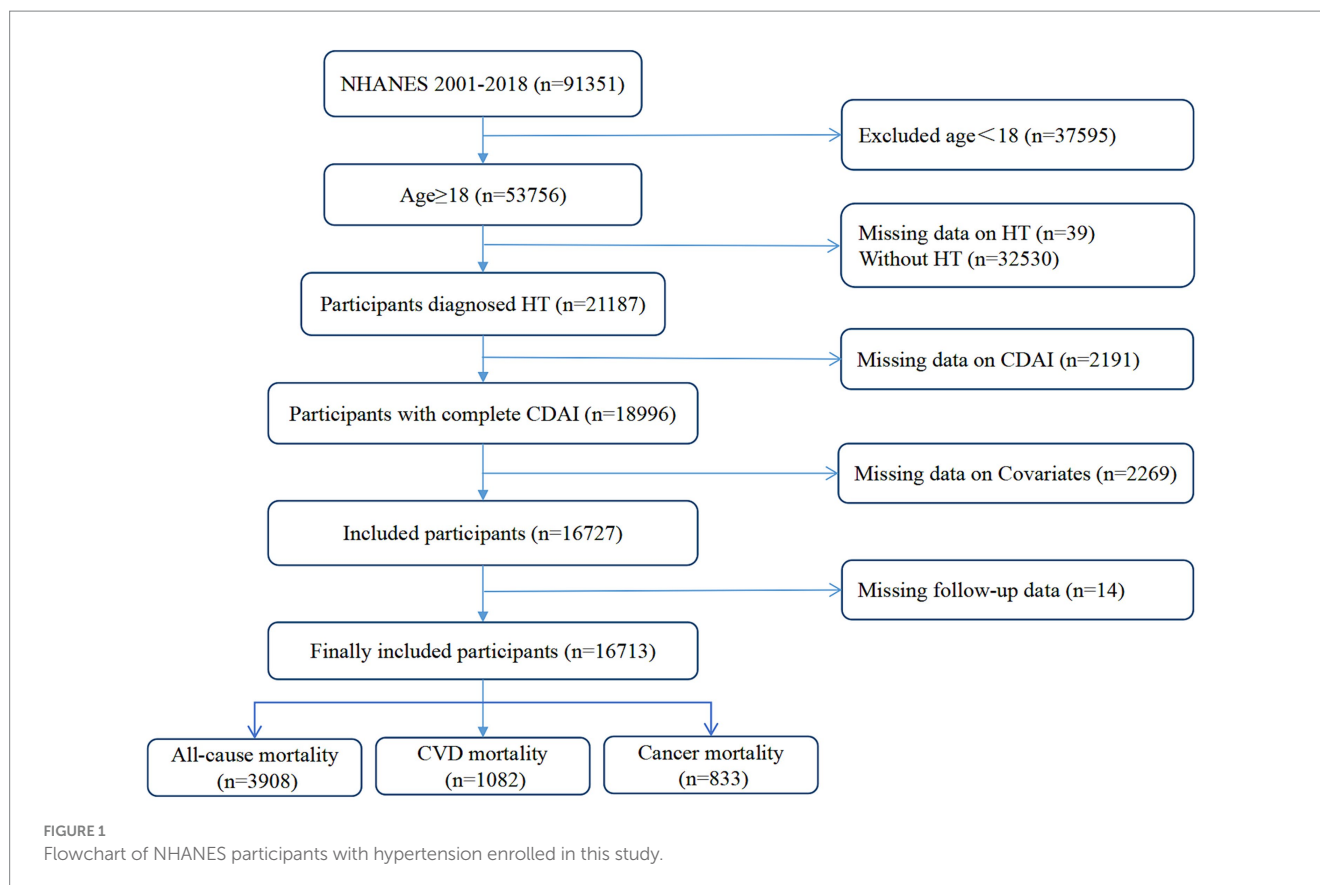 NHANES 2001-2018 (n=91351)
Excluded age＜18 (n=37595)
Age≥18 (n=53756)
Missing data on HT (n=39)
Without HT (n=32530)
Participants diagnosed HT (n=21187)
Missing data on CDAI (n=2191)
Participants with complete CDAI (n=18996)
Missing data on Covariates (n=2269)
Included participants (n=16727)
Missing follow-up data (n=14)
Finally included participants (n=16713)
All-cause mortality
(n=3908)
CVD mortality
(n=1082)
Cancer mortality
(n=833)
FIGURE 1
Flowchart of NHANES participants with hypertension enrolled in this study.